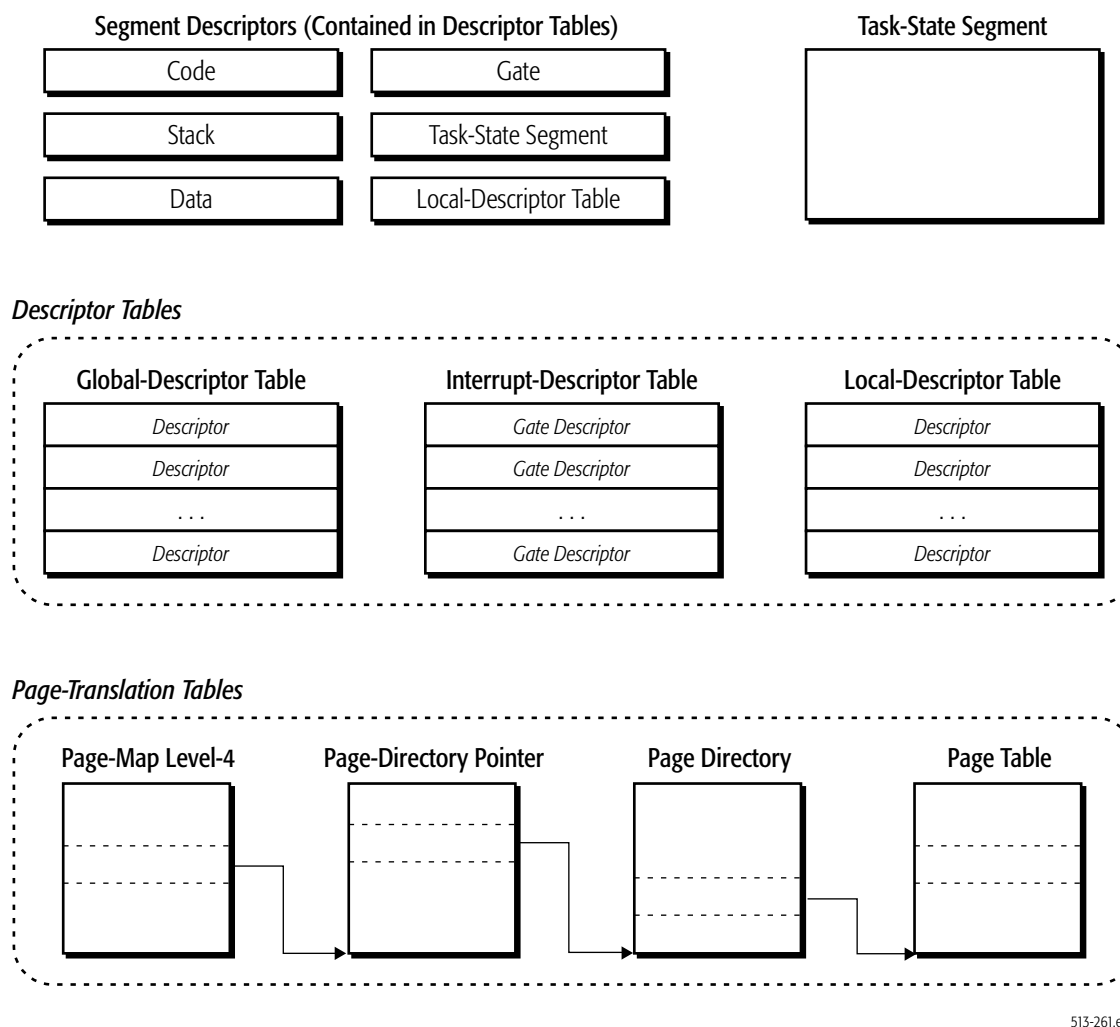 Segment Descriptors (Contained in Descriptor Tables)
Task-State Segment
Code
Gate
Stack
Task-State Segment
Data
Local-Descriptor Table
Descriptor Tables
Global-Descriptor Table
Interrupt-Descriptor Table
Local-Descriptor Table
Descriptor
Gate Descriptor
Descriptor
Descriptor
Gate Descriptor
Descriptor
. . .
. . .
. . .
Descriptor
Gate Descriptor
Descriptor
Page-Translation Tables
Page-Map Level-4
Page-Directory Pointer
Page Directory
Page Table
513-261.e